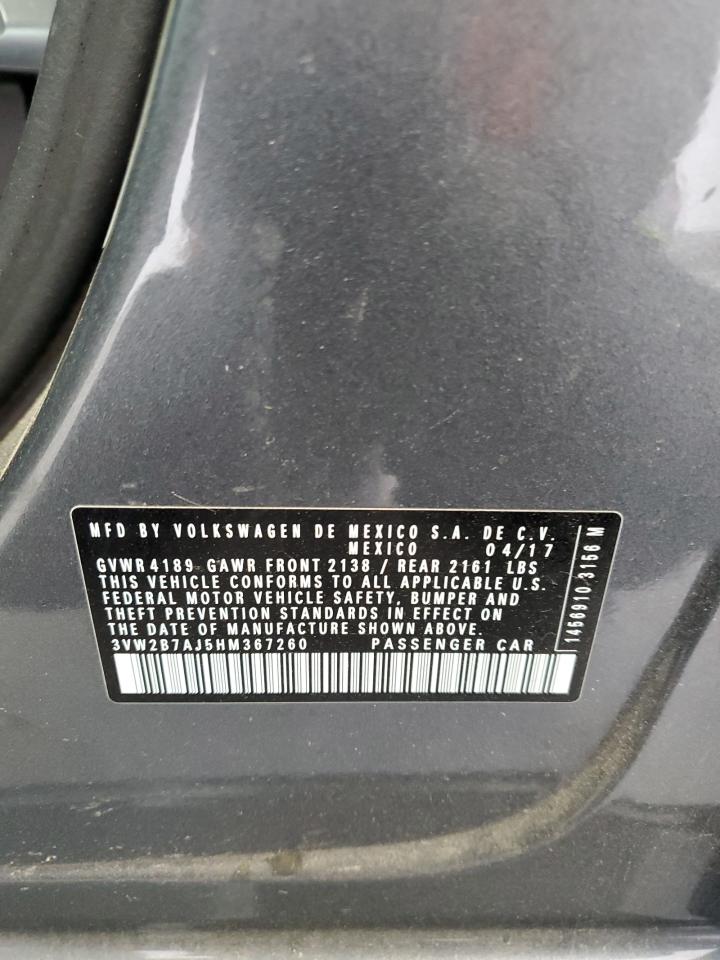 MFD BY VOLKSWAGEN DE MEXICO S.A. DE C.V.
MEXICO 04/17
GVWR 4189 GAWR FRONT 2138 / REAR 2161 LBS
THIS VEHICLE CONFORMS TO ALL APPLICABLE U.S.
FEDERAL MOTOR VEHICLE SAFETY, BUMPER AND
THEFT PREVENTION STANDARDS IN EFFECT ON
THE DATE OF MANUFACTURE SHOWN ABOVE.
3VW2B7AJ5HM367260 PASSENGER CAR
1456910 3156 M